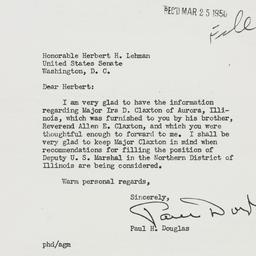 REC'D MAR 25 1950
File
Honorable Herbert H. Lehman
United States Senate
Washington, D. C.
Dear Herbert:
I am very glad to have the information
regarding Major Ira D. Claxton of Aurora, Illi-
nois, which was furnished to you by his brother,
Reverend Allen E. Claxton, and which you were
thoughtful enough to forward to me. I shall be
very glad to keep Major Claxton in mind when
recommendations for filling the position of
Deputy U. S. Marshal in the Northern District of
Illinois are being considered.
Warm personal regards,
Sincerely,
Paul H. Douglas
phd/agm